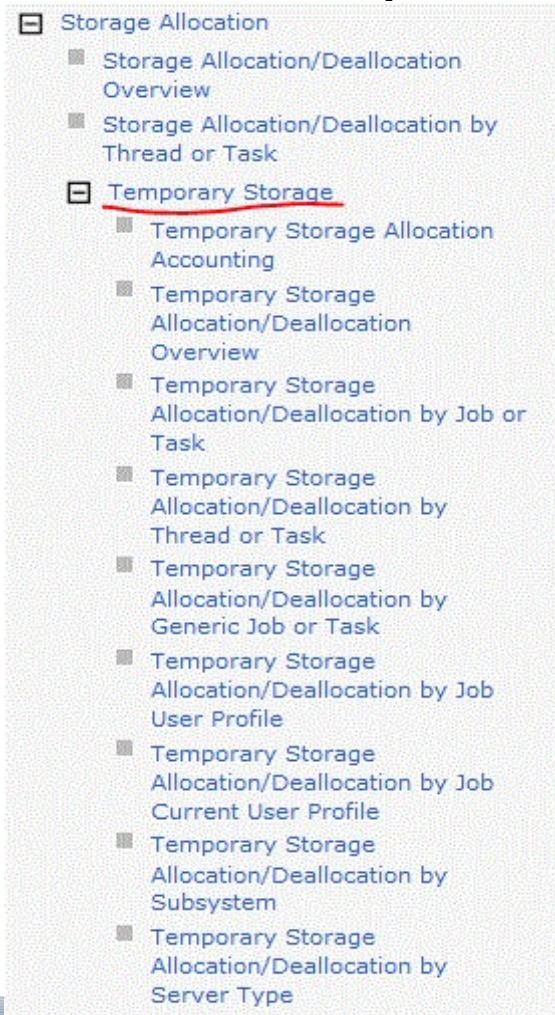 Storage Allocation
Storage Allocation/Deallocation
Overview
Storage Allocation/Deallocation by
Thread or Task
Temporary Storage
Temporary Storage Allocation
Accounting
Temporary Storage
Allocation/Deallocation
Overview
Temporary Storage
Allocation/Deallocation by Job or
Task
Temporary Storage
Allocation/Deallocation by
Thread or Task
Temporary Storage
Allocation/Deallocation by
Generic Job or Task
Temporary Storage
Allocation/Deallocation by Job
User Profile
Temporary Storage
Allocation/Deallocation by Job
Current User Profile
Temporary Storage
Allocation/Deallocation by
Subsystem
Temporary Storage
Allocation/Deallocation by
Server Type